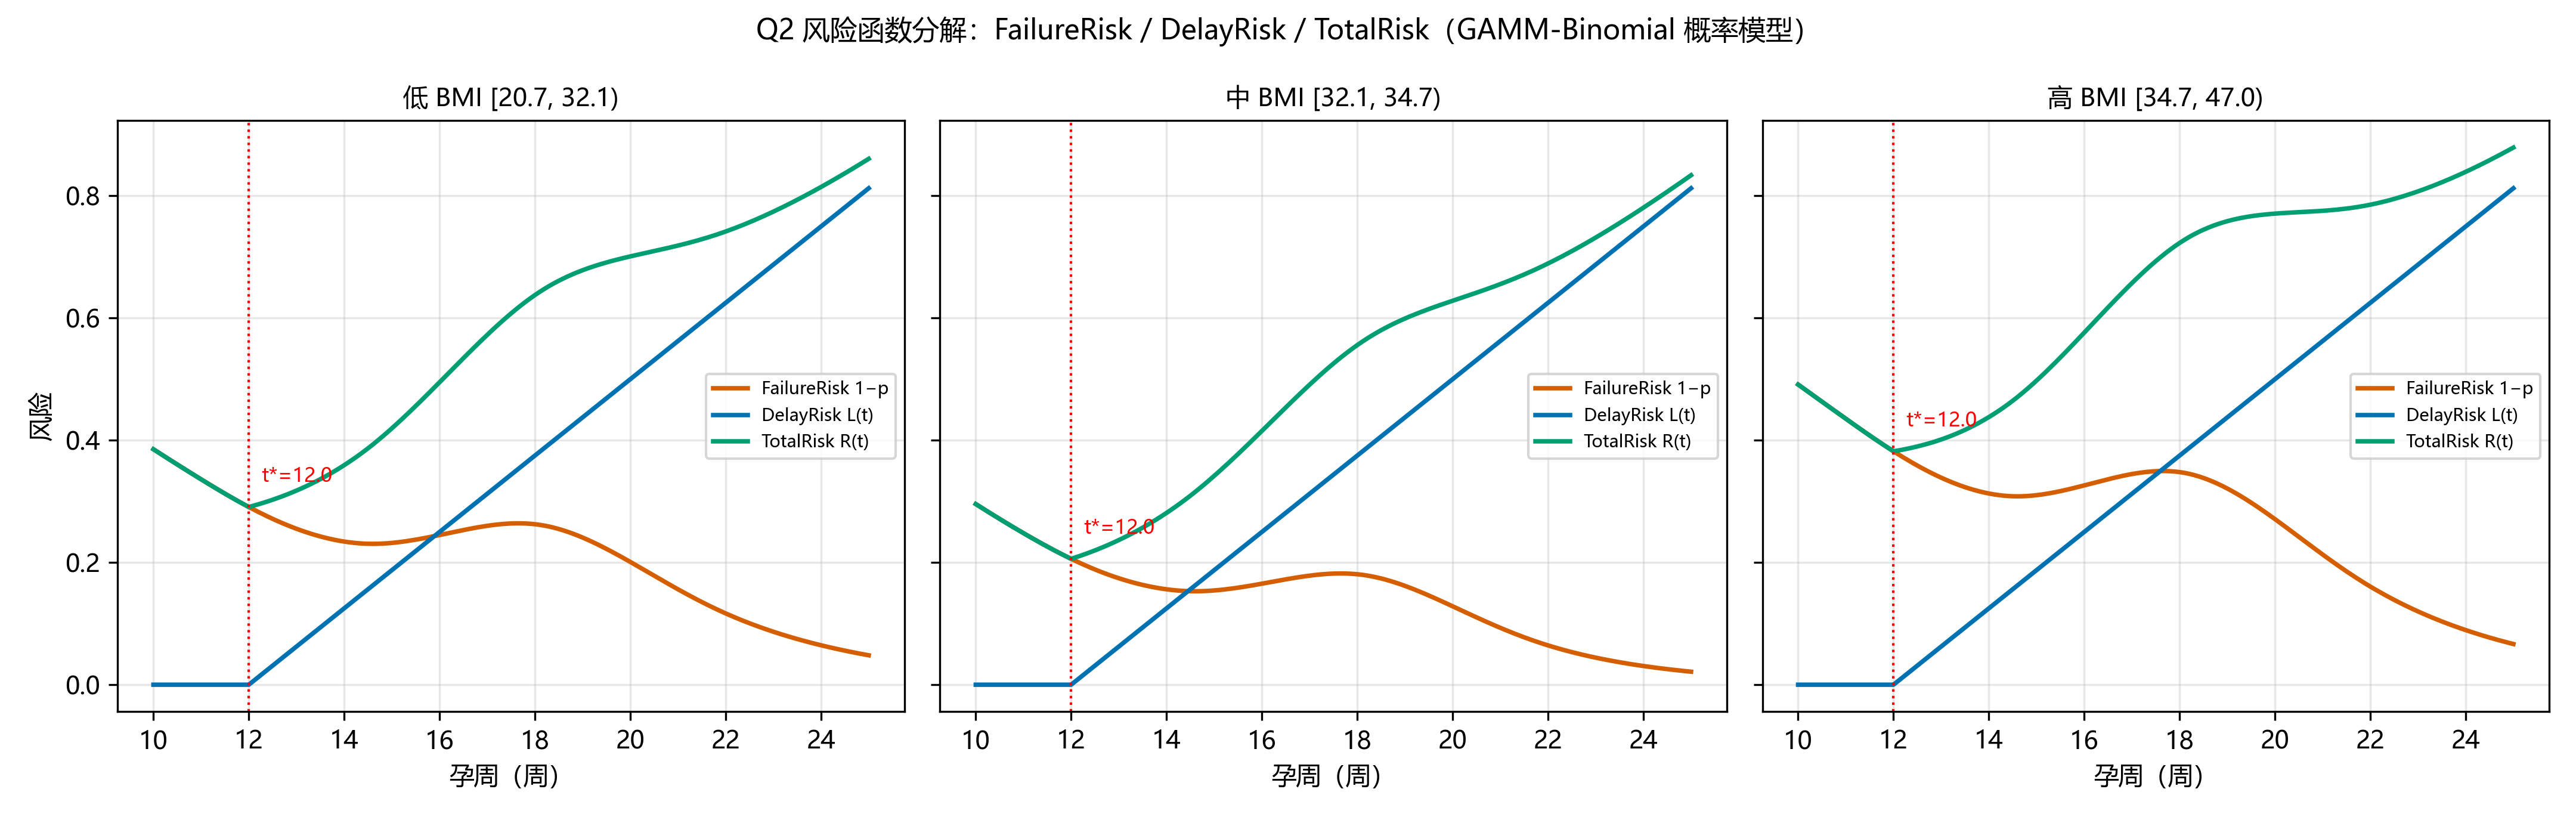 Q2 风险函数分解：FailureRisk / DelayRisk / TotalRisk（GAMM-Binomial 概率模型）
低 BMI [20.7, 32.1)
风险
0.8
0.6
0.4
0.2
0.0
t*=12.0
FailureRisk 1−p
DelayRisk L(t)
TotalRisk R(t)
10 12 14 16 18 20 22 24
孕周（周）
中 BMI [32.1, 34.7)
t*=12.0
FailureRisk 1−p
DelayRisk L(t)
TotalRisk R(t)
10 12 14 16 18 20 22 24
孕周（周）
高 BMI [34.7, 47.0)
t*=12.0
FailureRisk 1−p
DelayRisk L(t)
TotalRisk R(t)
10 12 14 16 18 20 22 24
孕周（周）